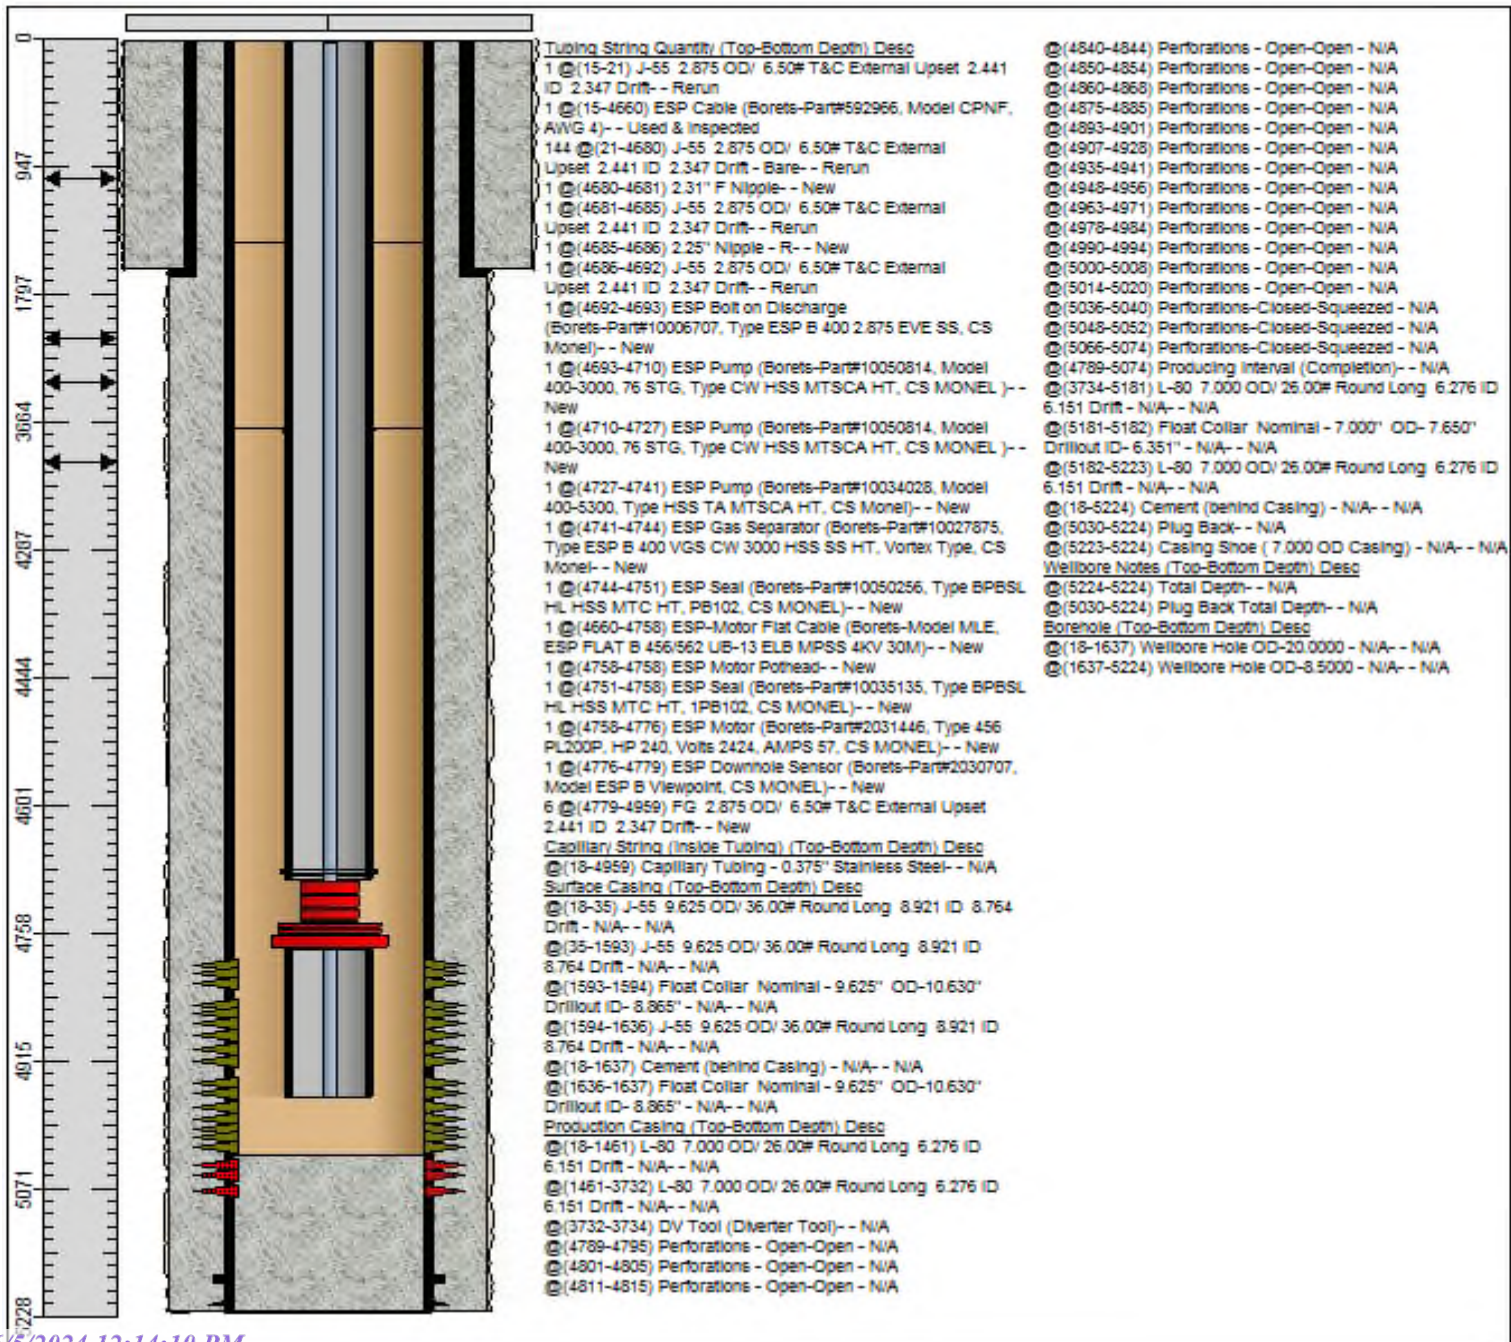 0
947
1797
3664
4287
4444
4601
4758
4915
5071
5228
Tubing String Quantity (Top-Bottom Depth) Desc
1 @(15-21) J-55 2.875 OD/ 6.50# T&C External Upset 2.441
ID 2.347 Drift- - Rerun
1 @(15-4660) ESP Cable (Borets-Part#592966, Model CPNF,
AWG 4)- - Used & Inspected
144 @(21-4680) J-55 2.875 OD/ 6.50# T&C External
Upset 2.441 ID 2.347 Drift - Bare- - Rerun
1 @(4680-4681) 2.31" F Nipple- - New
1 @(4681-4685) J-55 2.875 OD/ 6.50# T&C External
Upset 2.441 ID 2.347 Drift- - Rerun
1 @(4685-4686) 2.25" Nipple - R- - New
1 @(4686-4692) J-55 2.875 OD/ 6.50# T&C External
Upset 2.441 ID 2.347 Drift- - Rerun
1 @(4692-4693) ESP Bolt on Discharge
(Borets-Part#10006707, Type ESP B 400 2.875 EVE SS, CS
Monel)- - New
1 @(4693-4710) ESP Pump (Borets-Part#10050814, Model
400-3000, 76 STG, Type CW HSS MTSCA HT, CS MONEL )- -
New
1 @(4710-4727) ESP Pump (Borets-Part#10050814, Model
400-3000, 76 STG, Type CW HSS MTSCA HT, CS MONEL )- -
New
1 @(4727-4741) ESP Pump (Borets-Part#10034028, Model
400-5300, Type HSS TA MTSCA HT, CS Monel)- - New
1 @(4741-4744) ESP Gas Separator (Borets-Part#10027875,
Type ESP B 400 VGS CW 3000 HSS SS HT, Vortex Type, CS
Monel- - New
1 @(4744-4751) ESP Seal (Borets-Part#10050256, Type BPBSL
HL HSS MTC HT, PB102, CS MONEL)- - New
1 @(4660-4758) ESP-Motor Flat Cable (Borets-Model MLE,
ESP FLAT B 456/562 UB-13 ELB MPSS 4KV 30M)- - New
1 @(4758-4758) ESP Motor Pothead- - New
1 @(4751-4758) ESP Seal (Borets-Part#10035135, Type BPBSL
HL HSS MTC HT, 1PB102, CS MONEL)- - New
1 @(4758-4776) ESP Motor (Borets-Part#2031446, Type 456
PL200P, HP 240, Volts 2424, AMPS 57, CS MONEL)- - New
1 @(4776-4779) ESP Downhole Sensor (Borets-Part#2030707,
Model ESP B Viewpoint, CS MONEL)- - New
6 @(4779-4959) FG 2.875 OD/ 6.50# T&C External Upset
2.441 ID 2.347 Drift- - New
Capillary String (Inside Tubing) (Top-Bottom Depth) Desc
@(18-4959) Capillary Tubing - 0.375" Stainless Steel- - N/A
Surface Casing (Top-Bottom Depth) Desc
@(18-35) J-55 9.625 OD/ 36.00# Round Long 8.921 ID 8.764
Drift - N/A- - N/A
@(35-1593) J-55 9.625 OD/ 36.00# Round Long 8.921 ID
8.764 Drift - N/A- - N/A
@(1593-1594) Float Collar Nominal - 9.625" OD-10.630"
Drillout ID- 8.865" - N/A- - N/A
@(1594-1636) J-55 9.625 OD/ 36.00# Round Long 8.921 ID
8.764 Drift - N/A- - N/A
@(18-1637) Cement (behind Casing) - N/A- - N/A
@(1636-1637) Float Collar Nominal - 9.625" OD-10.630"
Drillout ID- 8.865" - N/A- - N/A
Production Casing (Top-Bottom Depth) Desc
@(18-1461) L-80 7.000 OD/ 26.00# Round Long 6.276 ID
6.151 Drift - N/A- - N/A
@(1461-3732) L-80 7.000 OD/ 26.00# Round Long 6.276 ID
6.151 Drift - N/A- - N/A
@(3732-3734) DV Tool (Diverter Tool)- - N/A
@(4789-4795) Perforations - Open-Open - N/A
@(4801-4805) Perforations - Open-Open - N/A
@(4811-4815) Perforations - Open-Open - N/A
@(4840-4844) Perforations - Open-Open - N/A
@(4850-4854) Perforations - Open-Open - N/A
@(4860-4868) Perforations - Open-Open - N/A
@(4875-4885) Perforations - Open-Open - N/A
@(4893-4901) Perforations - Open-Open - N/A
@(4907-4928) Perforations - Open-Open - N/A
@(4935-4941) Perforations - Open-Open - N/A
@(4948-4956) Perforations - Open-Open - N/A
@(4963-4971) Perforations - Open-Open - N/A
@(4978-4984) Perforations - Open-Open - N/A
@(4990-4994) Perforations - Open-Open - N/A
@(5000-5008) Perforations - Open-Open - N/A
@(5014-5020) Perforations - Open-Open - N/A
@(5036-5040) Perforations-Closed-Squeezed - N/A
@(5048-5052) Perforations-Closed-Squeezed - N/A
@(5066-5074) Perforations-Closed-Squeezed - N/A
@(4789-5074) Producing Interval (Completion)- - N/A
@(3734-5181) L-80 7.000 OD/ 26.00# Round Long 6.276 ID
6.151 Drift - N/A- - N/A
@(5181-5182) Float Collar Nominal - 7.000" OD- 7.650"
Drillout ID- 6.351" - N/A- - N/A
@(5182-5223) L-80 7.000 OD/ 26.00# Round Long 6.276 ID
6.151 Drift - N/A- - N/A
@(18-5224) Cement (behind Casing) - N/A- - N/A
@(5030-5224) Plug Back- - N/A
@(5223-5224) Casing Shoe ( 7.000 OD Casing) - N/A- - N/A
Wellbore Notes (Top-Bottom Depth) Desc
@(5224-5224) Total Depth- - N/A
@(5030-5224) Plug Back Total Depth- - N/A
Borehole (Top-Bottom Depth) Desc
@(18-1637) Wellbore Hole OD-20.0000 - N/A- - N/A
@(1637-5224) Wellbore Hole OD-8.5000 - N/A- - N/A
/5/2024 12:14:10 PM